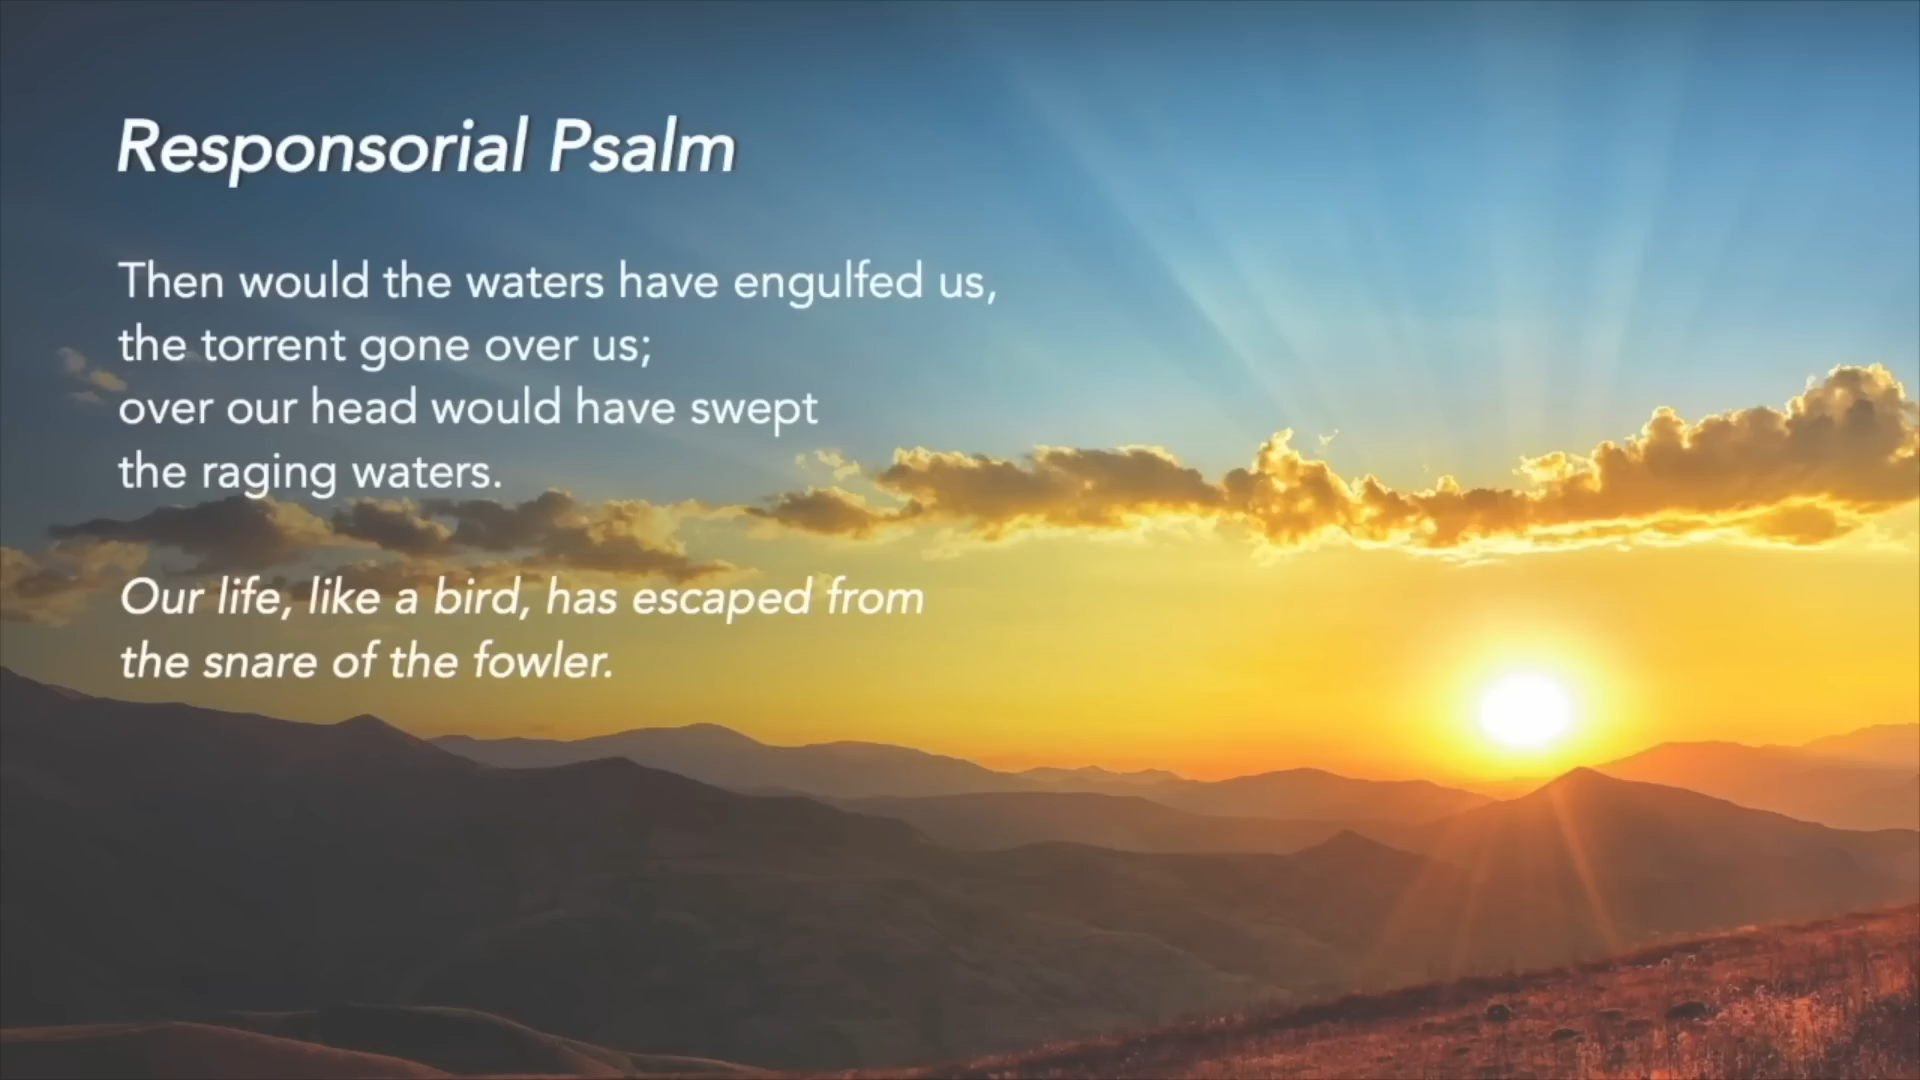 Responsorial Psalm
Then would the waters have engulfed us,
the torrent gone over us;
over our head would have swept
the raging waters.
Our life, like a bird, has escaped from
the snare of the fowler.